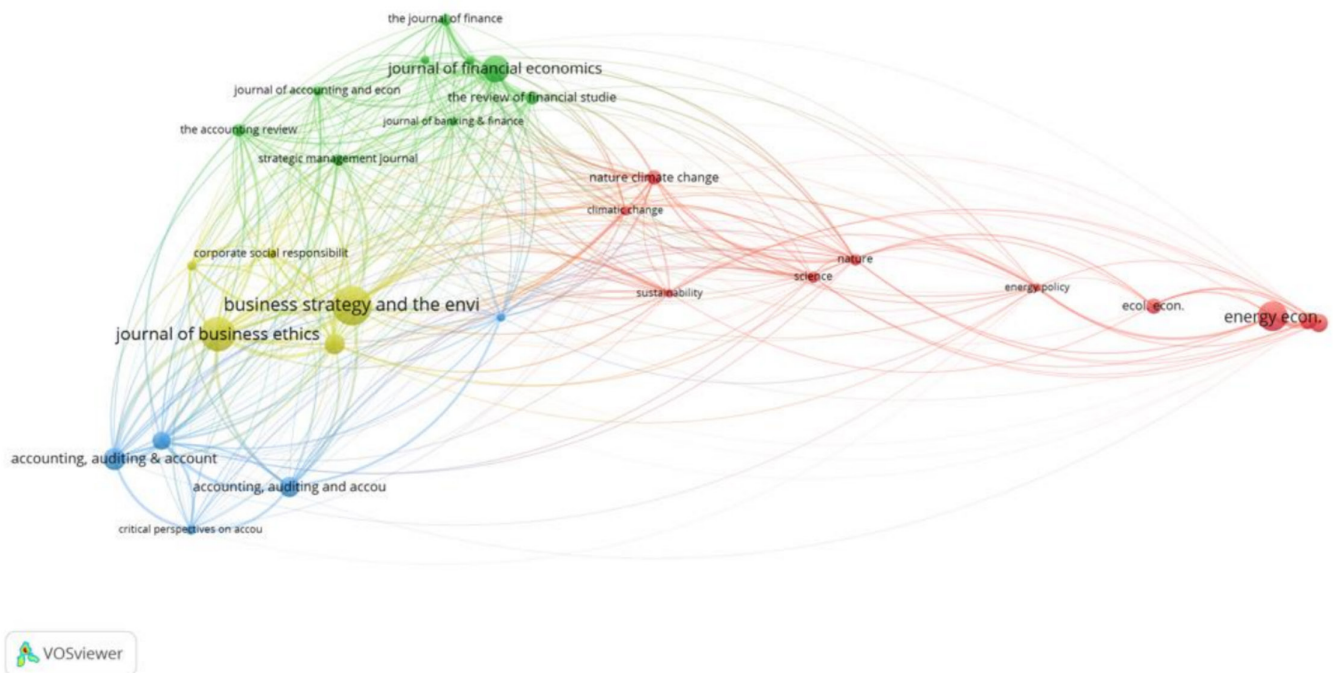 the journal of finance
journal of financial economics
journal of accounting and econ
the review of financial studie
journal of banking & finance
the accounting review
strategic management journal
nature climate change
climatic change
corporate social responsibilit
nature
science
sustainability
energy policy
business strategy and the envi
ecol. econ.
energy econ.
journal of business ethics
accounting, auditing & account
accounting, auditing and accou
critical perspectives on accou
VOSviewer